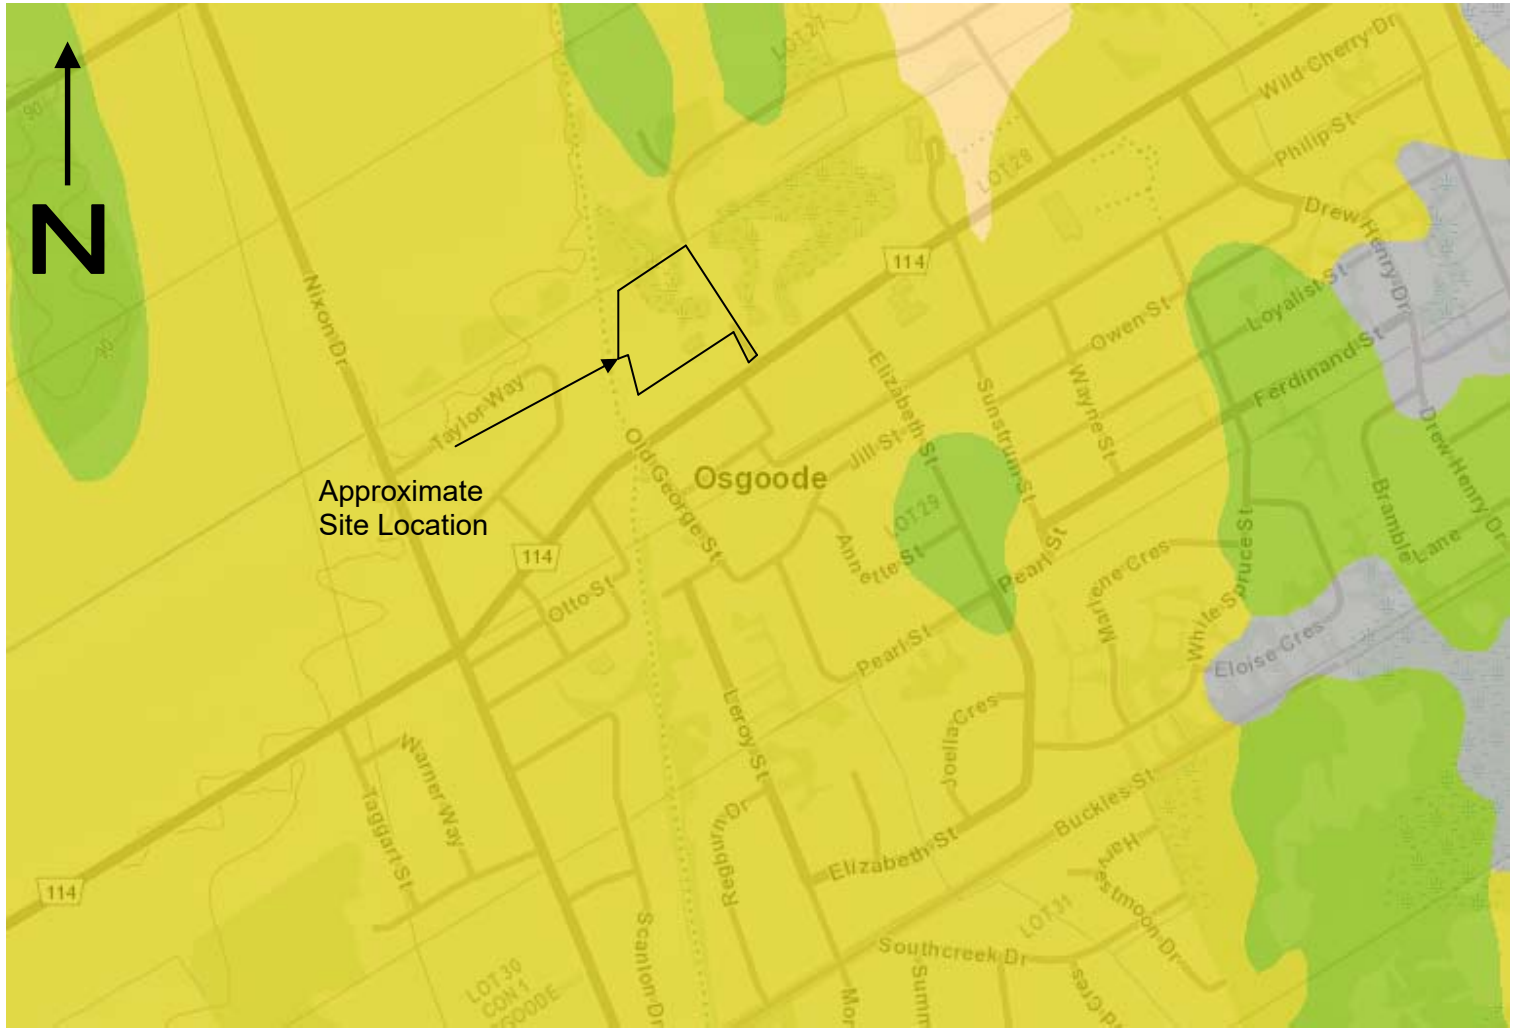 LOT 27
Wild Cherry Dr
90
N
Philip St
LOT 28
Drew Henry Dr
114
Nixon Dr
Loyalist St
Owen St
90
Ferdinand St
Elizabeth St
Sunstrum St
Wayne St
Taylor Way
Old George St
Jill St
Osgoode
Drew Henry Dr
Approximate
Site Location
LOT 29
Bramble
Lane
114
Annette St
Pearl St
Spruce St
Marlene Cres
Otto St
White
Pearl St
Eloise Cres
Leroy St
Joella Cres
Warner Way
Buckles St
Taggart St
Elizabeth St
Harvestmoon Dr
114
LOT 31
Scanlon Dr
Southcreek Dr
LOT 30
CON 1
SGOODE
Summ
Mor
d Cres